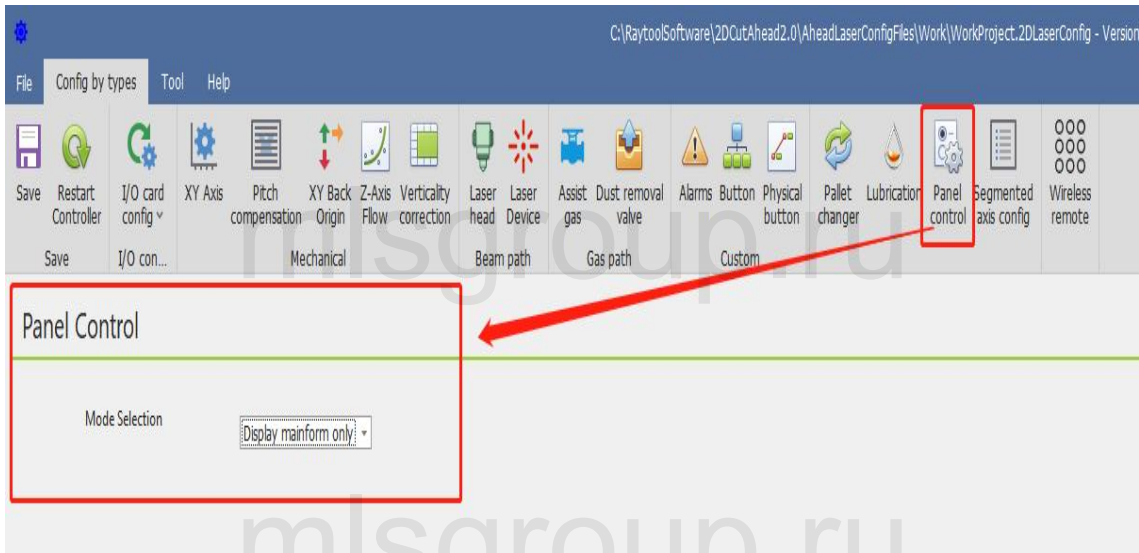 C:\RaytoolSoftware\2DCutAhead2.0\AheadLaserConfigFiles\Work\WorkProject.2DLaserConfig - Version
File Config by types Tool Help
Save Restart Controller I/O card config XY Axis Pitch compensation XY Back Origin Z-Axis Flow Verticality correction Laser head Laser Device Assist gas Dust removal valve Alarms Button Physical button Pallet changer Lubrication Panel control Segmented axis config Wireless remote
Save I/O con... Mechanical Beam path Gas path Custom
mlsgroup.ru
Panel Control
Mode Selection Display mainform only
mlsgroup.ru